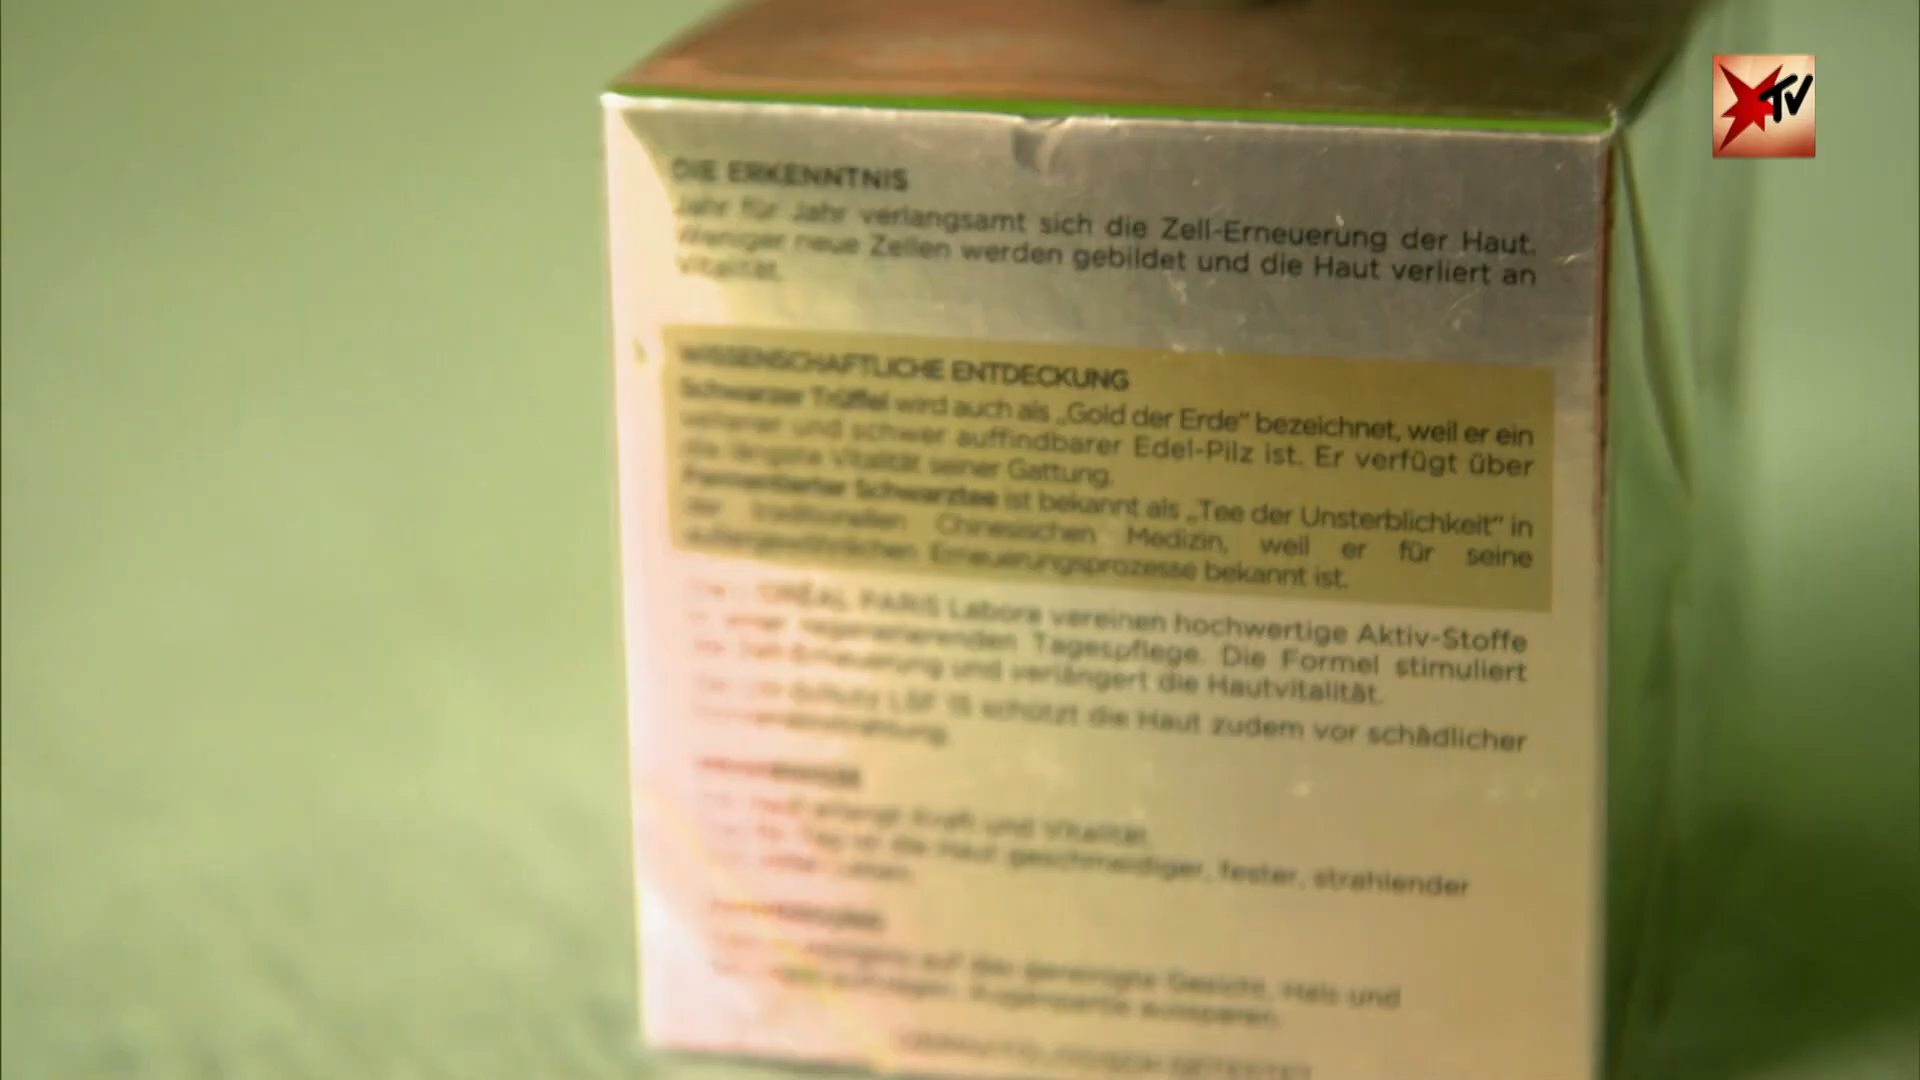 TV
DIE ERKENNTNIS
Jahr für Jahr verlangsamt sich die Zell-Erneuerung der Haut.
Weniger neue Zellen werden gebildet und die Haut verliert an
Vitalität.
WISSENSCHAFTLICHE ENTDECKUNG
Schwarzer Trüffel wird auch als „Gold der Erde“ bezeichnet, weil er ein
seltener und schwer auffindbarer Edel-Pilz ist. Er verfügt über
die längste Vitalität seiner Gattung.
Fermentierter Schwarztee ist bekannt als „Tee der Unsterblichkeit“ in
der traditionellen Chinesischen Medizin, weil er für seine
außergewöhnlichen Erneuerungsprozesse bekannt ist.
L'ORÉAL PARIS Labore vereinen hochwertige Aktiv-Stoffe
einer regenerierenden Tagespflege. Die Formel stimuliert
die Zell-Erneuerung und verlängert die Hautvitalität.
LSF 15 schützt die Haut zudem vor schädlicher
Kraft und Vitalität.
Tag ist die Haut geschmeidiger, fester, strahlender
auf das gereinigte Gesicht, Hals und
auftragen. Augenpartie aussparen.